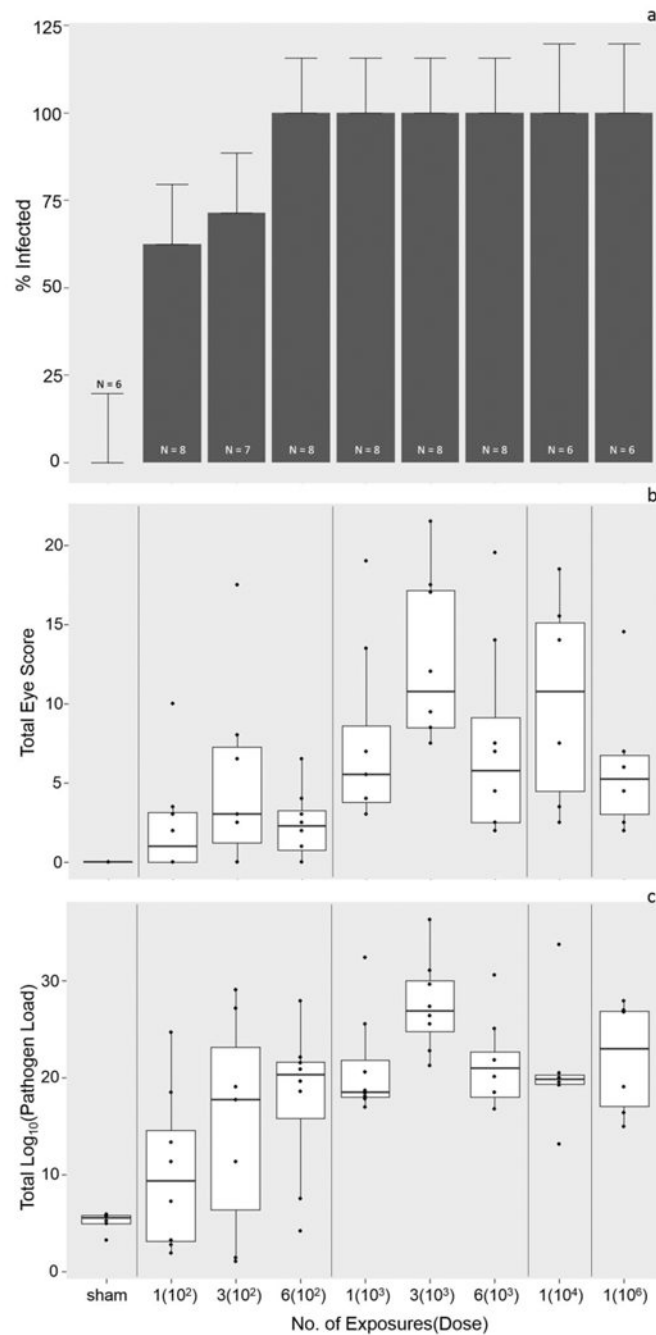 a
125
100
75
50
25
0
% Infected
N = 6
N = 8
N = 7
N = 8
N = 8
N = 8
N = 8
N = 6
N = 6
b
20
15
10
5
0
Total Eye Score
c
30
20
10
0
Total Log₁₀(Pathogen Load)
sham 1(10²) 3(10²) 6(10²) 1(10³) 3(10³) 6(10³) 1(10⁴) 1(10⁶)
No. of Exposures(Dose)